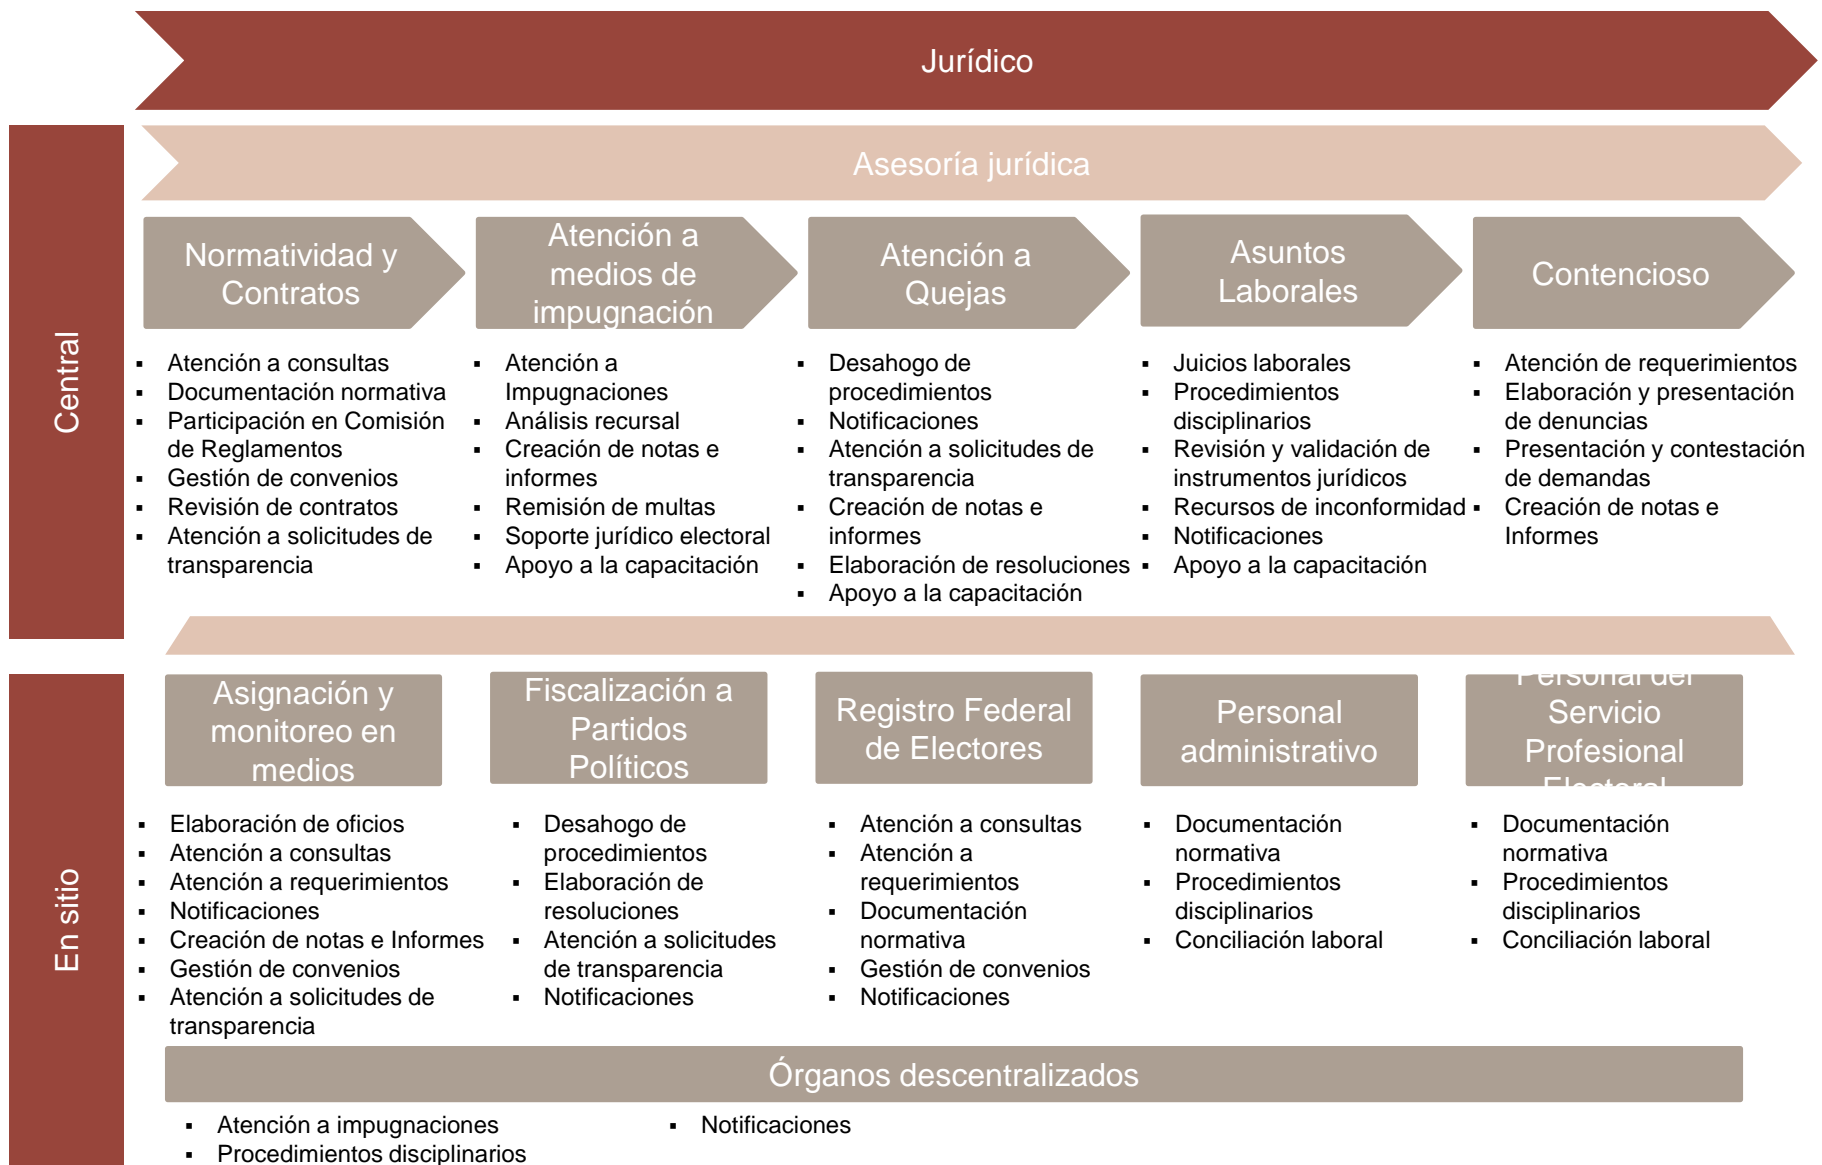 Jurídico
Central
Asesoría jurídica
Normatividad y
Contratos
▪ Atención a consultas
▪ Documentación normativa
▪ Participación en Comisión
de Reglamentos
▪ Gestión de convenios
▪ Revisión de contratos
▪ Atención a solicitudes de
transparencia
Atención a
medios de
impugnación
▪ Atención a
Impugnaciones
▪ Análisis recursal
▪ Creación de notas e
informes
▪ Remisión de multas
▪ Soporte jurídico electoral
▪ Apoyo a la capacitación
Atención a
Quejas
▪ Desahogo de
procedimientos
▪ Notificaciones
▪ Atención a solicitudes de
transparencia
▪ Creación de notas e
informes
▪ Elaboración de resoluciones
▪ Apoyo a la capacitación
Asuntos
Laborales
▪ Juicios laborales
▪ Procedimientos
disciplinarios
▪ Revisión y validación de
instrumentos jurídicos
▪ Recursos de inconformidad
▪ Notificaciones
▪ Apoyo a la capacitación
Contencioso
▪ Atención de requerimientos
▪ Elaboración y presentación
de denuncias
▪ Presentación y contestación
de demandas
▪ Creación de notas e
Informes
En sitio
Asignación y
monitoreo en
medios
▪ Elaboración de oficios
▪ Atención a consultas
▪ Atención a requerimientos
▪ Notificaciones
▪ Creación de notas e Informes
▪ Gestión de convenios
▪ Atención a solicitudes de
transparencia
Fiscalización a
Partidos
Políticos
▪ Desahogo de
procedimientos
▪ Elaboración de
resoluciones
▪ Atención a solicitudes
de transparencia
▪ Notificaciones
Registro Federal
de Electores
▪ Atención a consultas
▪ Atención a
requerimientos
▪ Documentación
normativa
▪ Gestión de convenios
▪ Notificaciones
Personal
administrativo
▪ Documentación
normativa
▪ Procedimientos
disciplinarios
▪ Conciliación laboral
Personal del
Servicio
Profesional
Electoral
▪ Documentación
normativa
▪ Procedimientos
disciplinarios
▪ Conciliación laboral
Órganos descentralizados
▪ Atención a impugnaciones
▪ Procedimientos disciplinarios
▪ Notificaciones